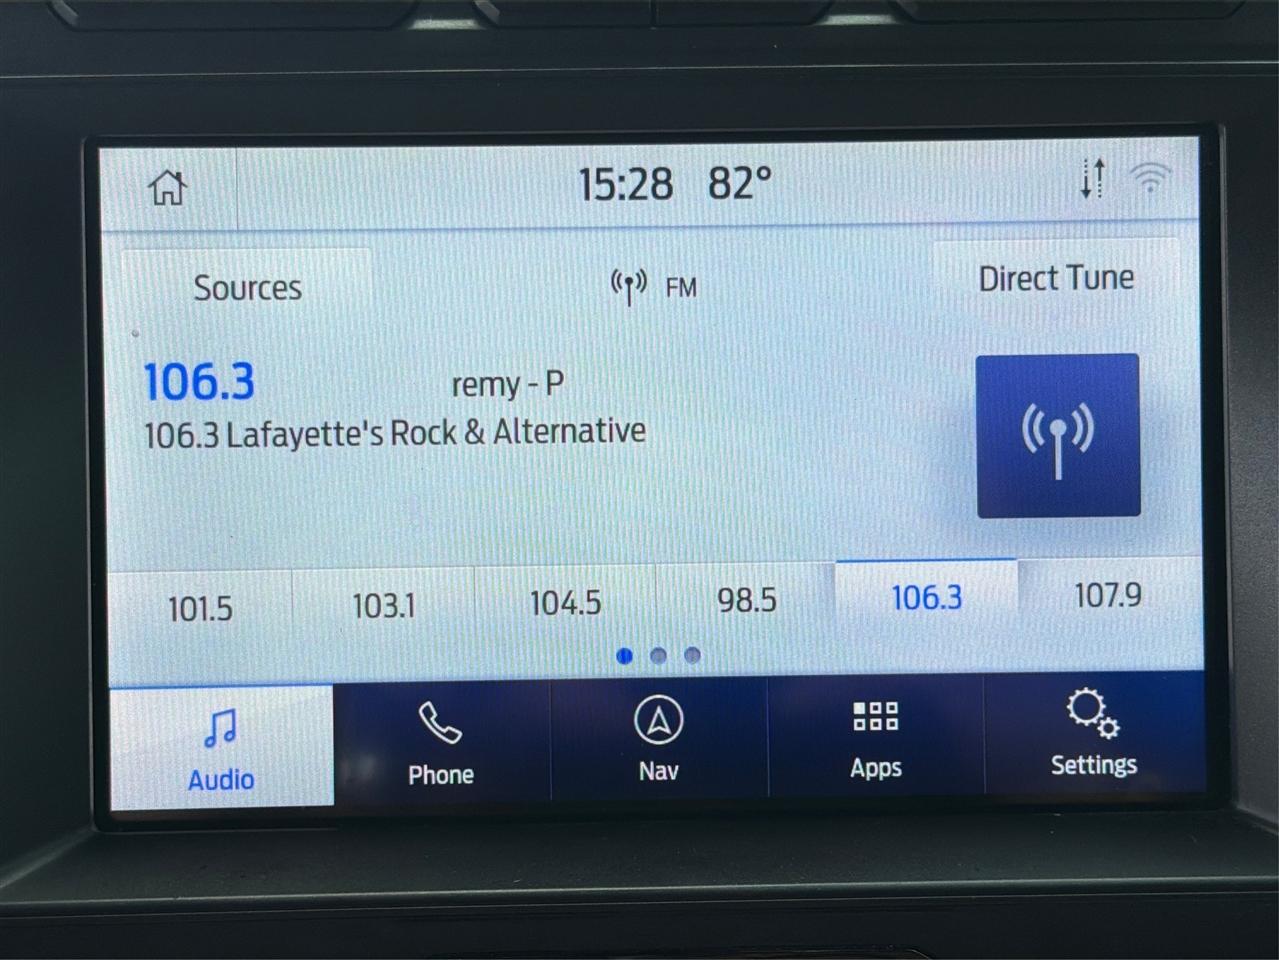 15:28 82°
Sources FM Direct Tune
106.3 remy - P
106.3 Lafayette's Rock & Alternative
101.5 103.1 104.5 98.5 106.3 107.9
Audio Phone Nav Apps Settings